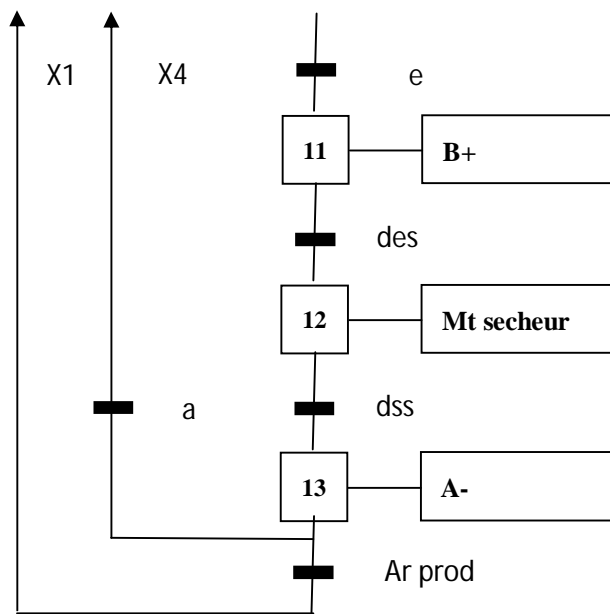 X1 X4 e
11 B+
des
12 Mt secheur
a dss
13 A-
Ar prod